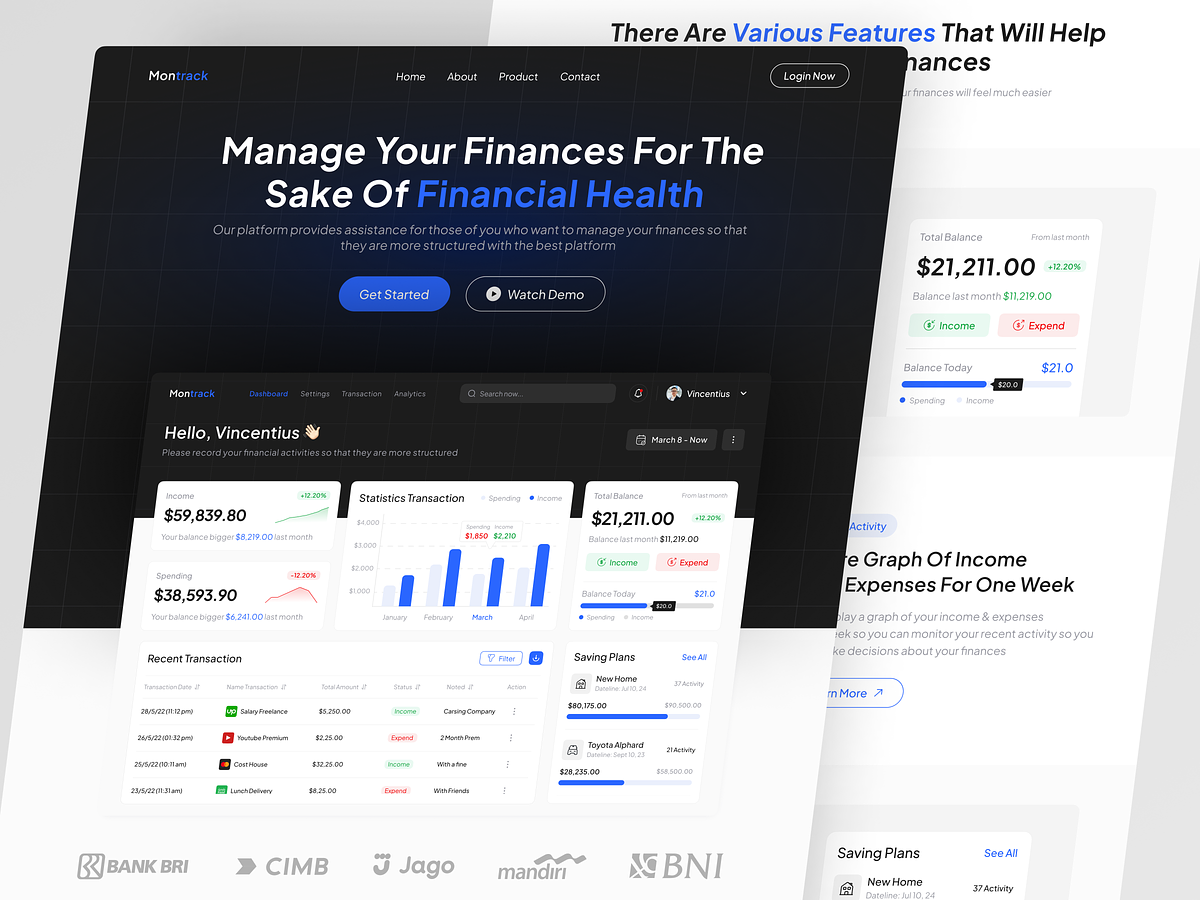 There Are Various Features That Will Help
nances
ur finances will feel much easier
Montrack
Home About Product Contact
Login Now
Manage Your Finances For The
Sake Of Financial Health
Our platform provides assistance for those of you who want to manage your finances so that
they are more structured with the best platform
Get Started
Watch Demo
Montrack
Dashboard Settings Transaction Analytics
Search now...
Vincentius
Hello, Vincentius 👋🏻
Please record your financial activities so that they are more structured
March 8 - Now
Income
+12.20%
$59,839.80
Your balance bigger $8,219.00 last month
Spending
-12.20%
$38,593.90
Your balance bigger $6,241.00 last month
Statistics Transaction
Spending Income
$4.000
$3.000
$2.000
$1.000
Spending Income
$1,850 $2,210
January February March April
Total Balance
From last month
$21,211.00
+12.20%
Balance last month $11,219.00
Income
Expend
Balance Today
$21.0
$20.0
Spending Income
Recent Transaction
Filter
Transaction Date Name Transaction Total Amount Status Noted Action
28/5/22 (11:12 pm) up Salary Freelance $5,250.00 Income Carsing Company
26/5/22 (01:32 pm) Youtube Premium $2,25.00 Expend 2 Month Prem
25/5/22 (10:11 am) Cost House $32,25.00 Income With a fine
23/5/22 (11:31 am) Lunch Delivery $8,25.00 Expend With Friends
Saving Plans
See All
New Home
Dateline: Jul 10, 24
37 Activity
$80,175.00
$90,500.00
Toyota Alphard
Dateline: Sept 10, 23
21 Activity
$28,235.00
$58,500.00
BANK BRI
CIMB
Jago
mandiri
BNI
Total Balance
From last month
$21,211.00
+12.20%
Balance last month $11,219.00
Income
Expend
Balance Today
$21.0
$20.0
Spending Income
Activity
re Graph Of Income
Expenses For One Week
play a graph of your income & expenses
eek so you can monitor your recent activity so you
ke decisions about your finances
rn More
Saving Plans
See All
New Home
Dateline: Jul 10, 24
37 Activity